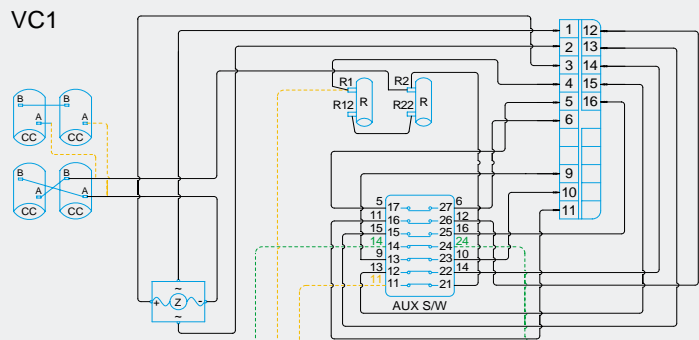 VC1
1 12
2 13
3 14
4 15
5 16
6
9
10
11
R1 R2
R R
R12 R22
B B
A A
CC CC
B B
A A
CC CC
5 17 27 6
11 16 26 12
15 15 25 16
14 14 24 24
9 13 23 10
13 12 22 14
11 11 21
AUX S/W
~
+ Z -
~